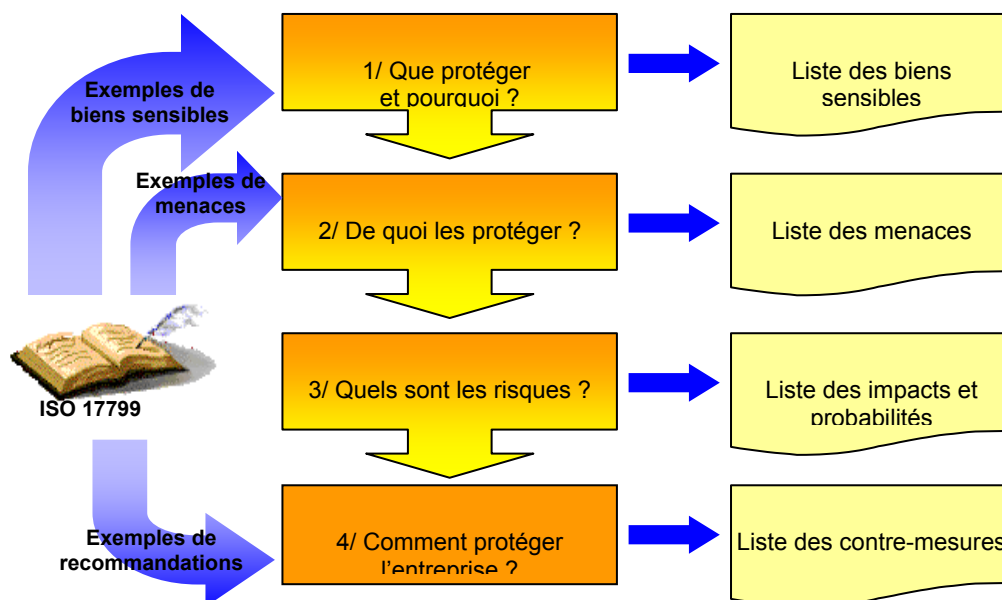 Exemples de
biens sensibles
1/ Que protéger
et pourquoi ?
Liste des biens
sensibles
Exemples de
menaces
2/ De quoi les protéger ?
Liste des menaces
ISO 17799
3/ Quels sont les risques ?
Liste des impacts et
probabilités
Exemples de
recommandations
4/ Comment protéger
l'entreprise ?
Liste des contre-mesures